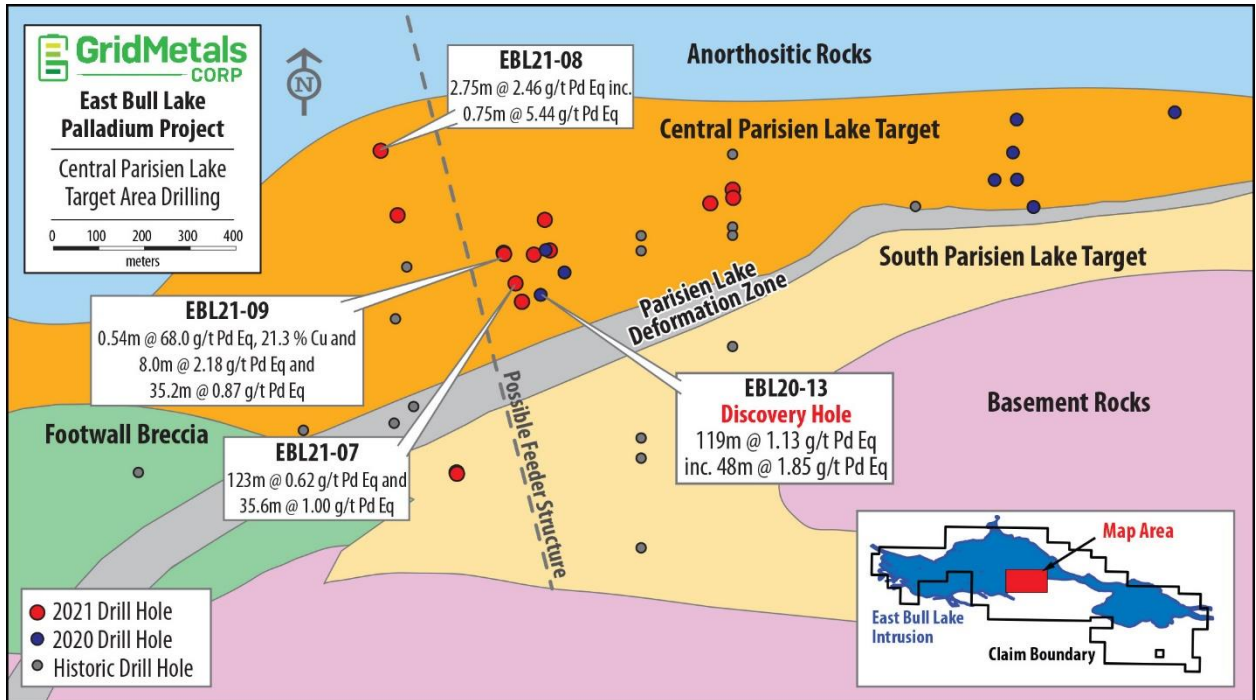 GridMetals
CORP
East Bull Lake
Palladium Project
Central Parisien Lake
Target Area Drilling
0 100 200 300 400
meters
N
EBL21-08
2.75m @ 2.46 g/t Pd Eq inc.
0.75m @ 5.44 g/t Pd Eq
Anorthositic Rocks
Central Parisien Lake Target
South Parisien Lake Target
Parisien Lake
Deformation Zone
EBL21-09
0.54m @ 68.0 g/t Pd Eq, 21.3 % Cu and
8.0m @ 2.18 g/t Pd Eq and
35.2m @ 0.87 g/t Pd Eq
Possible Feeder Structure
EBL20-13
Discovery Hole
119m @ 1.13 g/t Pd Eq
inc. 48m @ 1.85 g/t Pd Eq
Basement Rocks
Footwall Breccia
EBL21-07
123m @ 0.62 g/t Pd Eq and
35.6m @ 1.00 g/t Pd Eq
2021 Drill Hole
2020 Drill Hole
Historic Drill Hole
Map Area
East Bull Lake
Intrusion
Claim Boundary